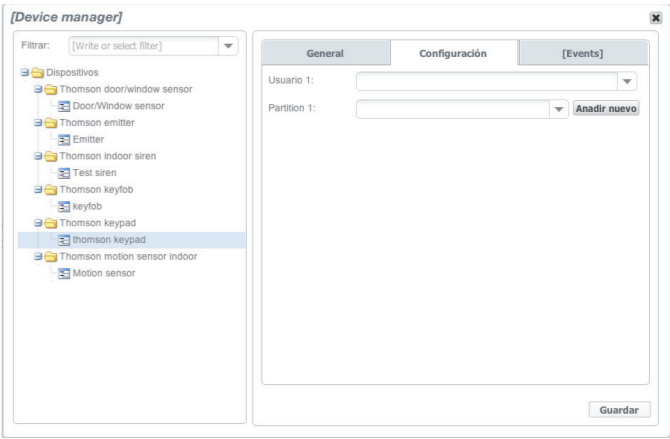 [Device manager]
Filtrar: [Write or select filter]
Dispositivos
Thomson door/window sensor
Door/Window sensor
Thomson emitter
Emitter
Thomson indoor siren
Test siren
Thomson keyfob
keyfob
Thomson keypad
thomson keypad
Thomson motion sensor indoor
Motion sensor
General Configuración [Events]
Usuario 1:
Partition 1: Anadir nuevo
Guardar